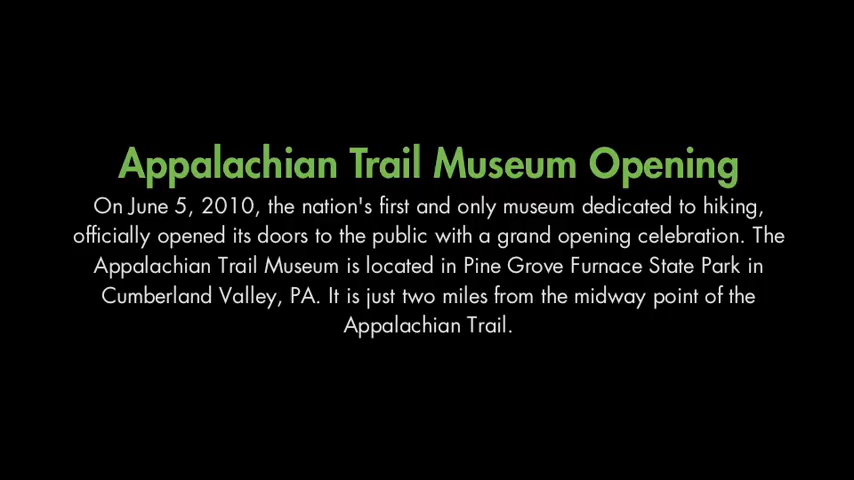 Appalachian Trail Museum Opening
On June 5, 2010, the nation's first and only museum dedicated to hiking,
officially opened its doors to the public with a grand opening celebration. The
Appalachian Trail Museum is located in Pine Grove Furnace State Park in
Cumberland Valley, PA. It is just two miles from the midway point of the
Appalachian Trail.